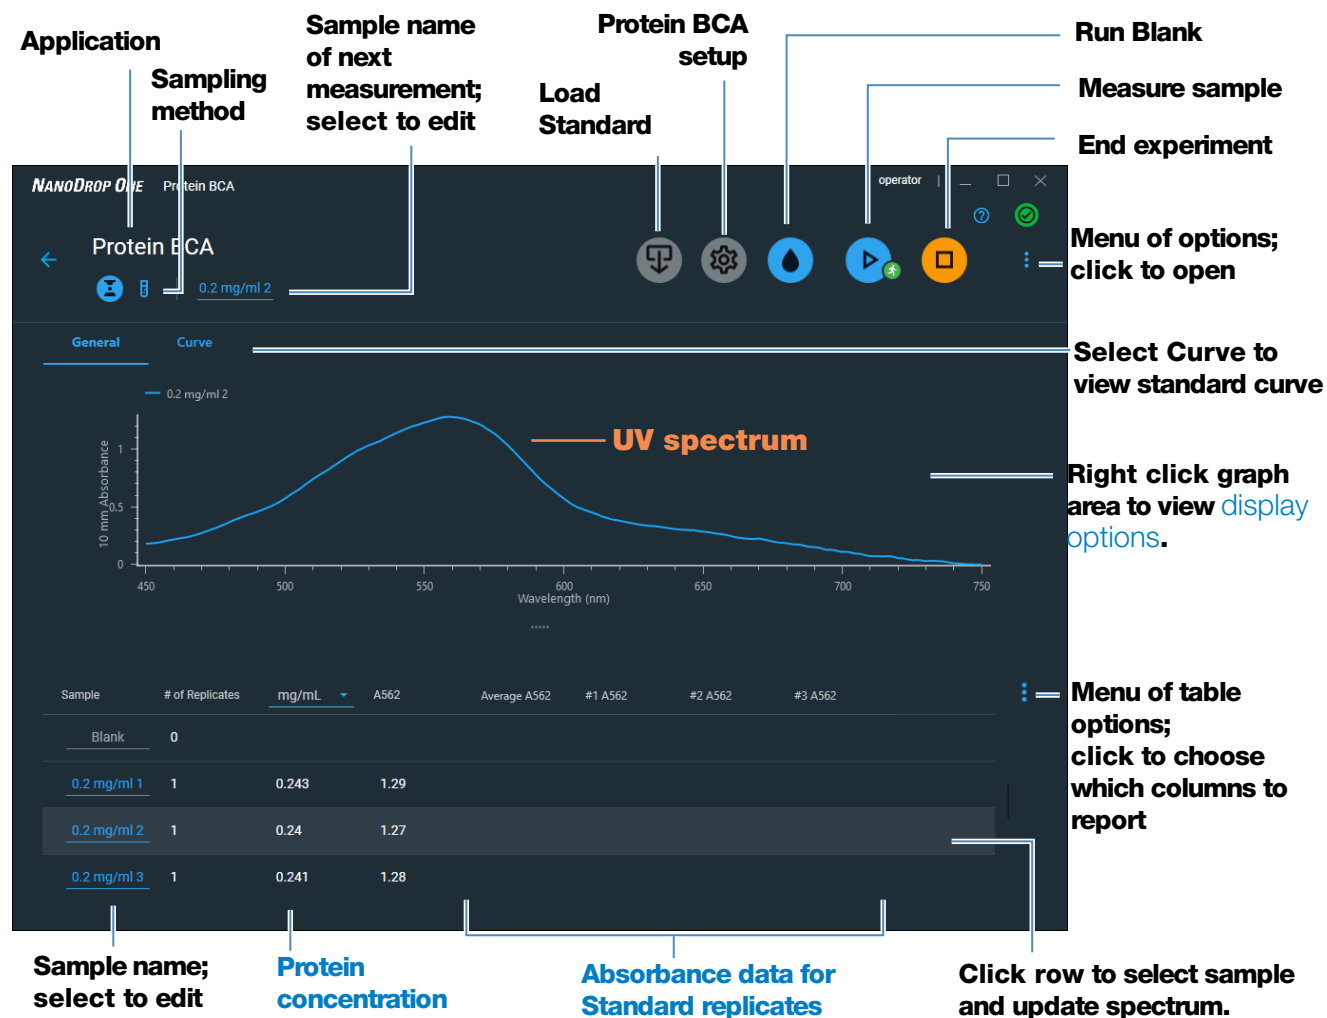 Application
Sampling
method
Sample name
of next
measurement;
select to edit
Load
Standard
Protein BCA
setup
Run Blank
Measure sample
End experiment
NANODROP ONE Protein BCA
operator
Protein BCA
0.2 mg/ml 2
Menu of options;
click to open
General Curve
Select Curve to
view standard curve
0.2 mg/ml 2
UV spectrum
Right click graph
area to view display
options.
10 mm Absorbance
1
0.5
0
450 500 550 600 650 700 750
Wavelength (nm)
Sample # of Replicates mg/mL A562 Average A562 #1 A562 #2 A562 #3 A562
Blank 0
0.2 mg/ml 1 1 0.243 1.29
0.2 mg/ml 2 1 0.24 1.27
0.2 mg/ml 3 1 0.241 1.28
Menu of table
options;
click to choose
which columns to
report
Sample name;
select to edit
Protein
concentration
Absorbance data for
Standard replicates
Click row to select sample
and update spectrum.